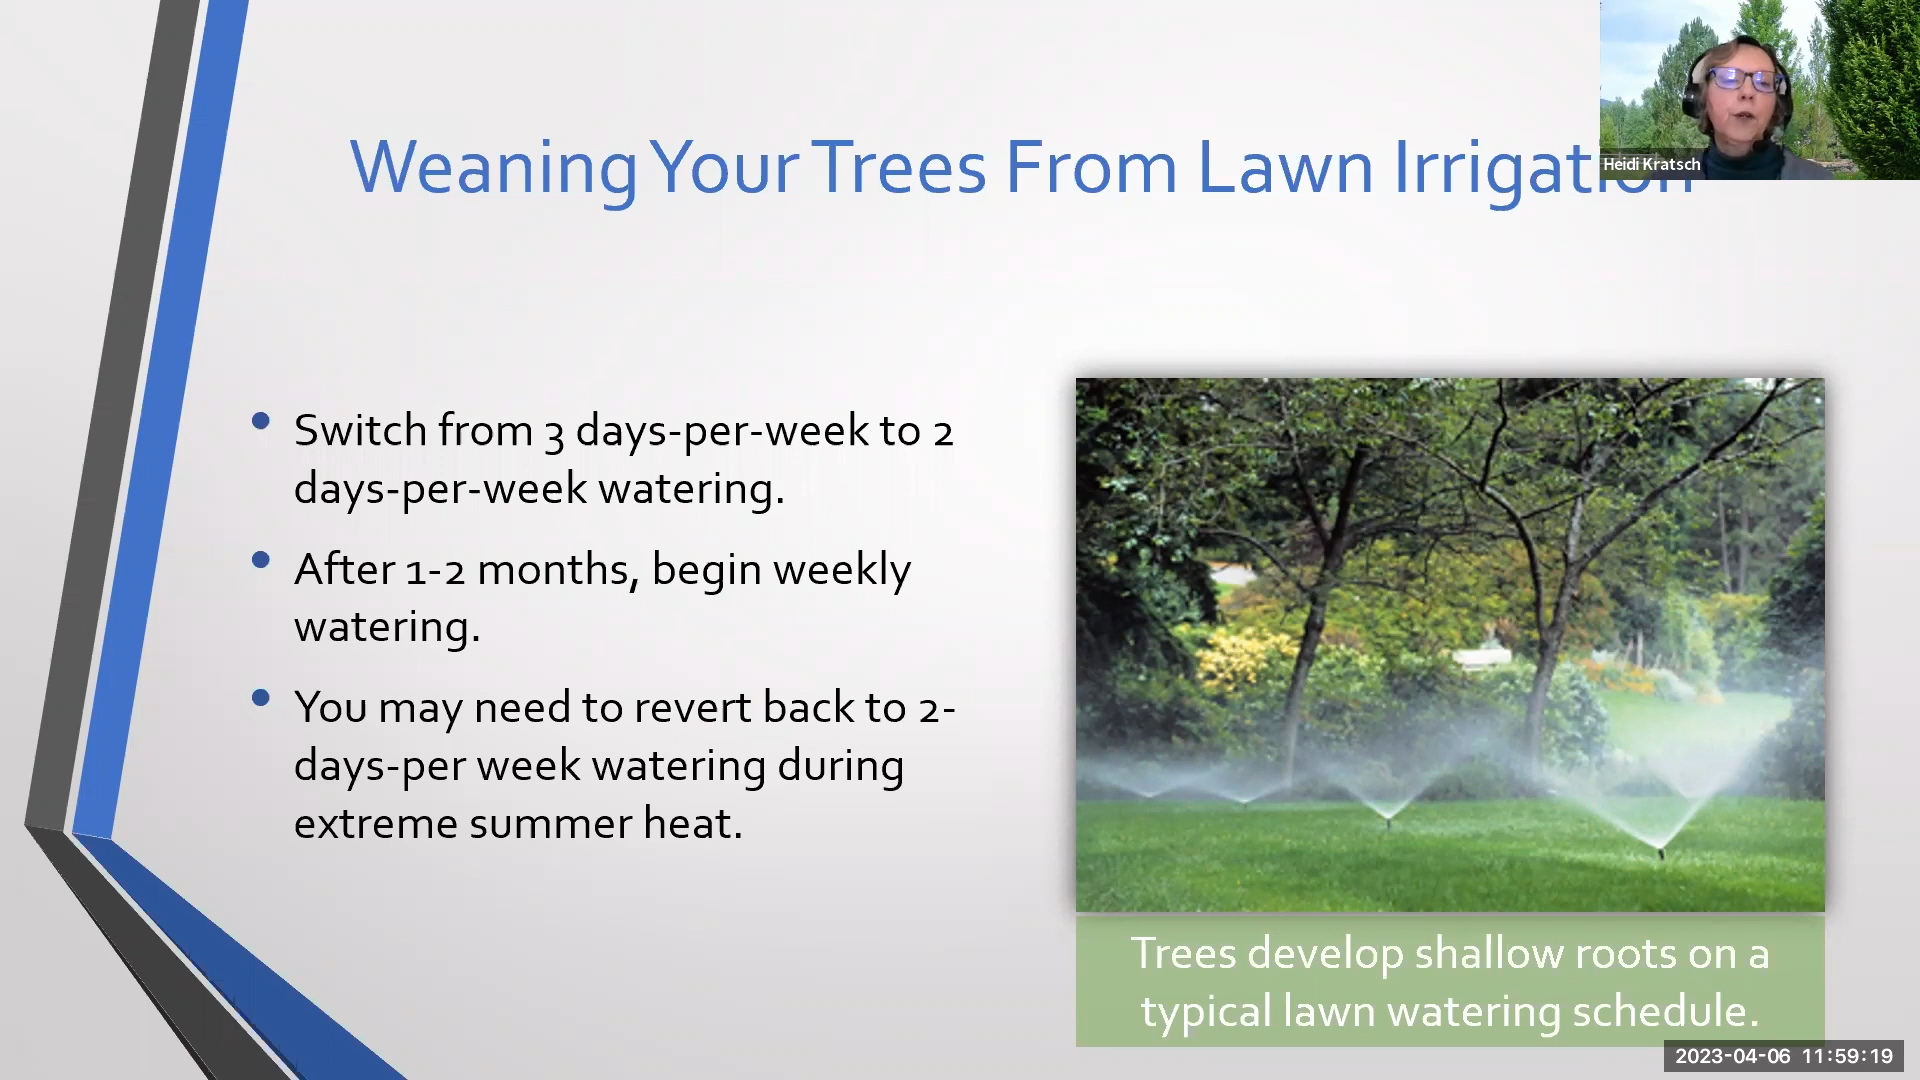 Weaning Your Trees From Lawn Irrigation
Heidi Kratsch
Switch from 3 days-per-week to 2
days-per-week watering.
After 1-2 months, begin weekly
watering.
You may need to revert back to 2-
days-per week watering during
extreme summer heat.
Trees develop shallow roots on a
typical lawn watering schedule.
2023-04-06 11:59:19